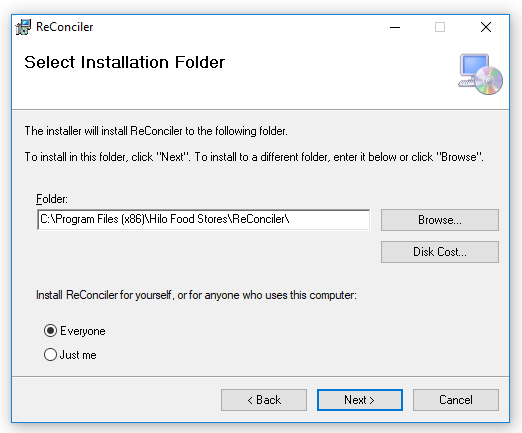 ReConciler
Select Installation Folder
The installer will install ReConciler to the following folder.
To install in this folder, click "Next". To install to a different folder, enter it below or click "Browse".
Folder:
C:\Program Files (x86)\Hilo Food Stores\ReConciler\
Browse...
Disk Cost...
Install ReConciler for yourself, or for anyone who uses this computer:
Everyone
Just me
< Back
Next >
Cancel